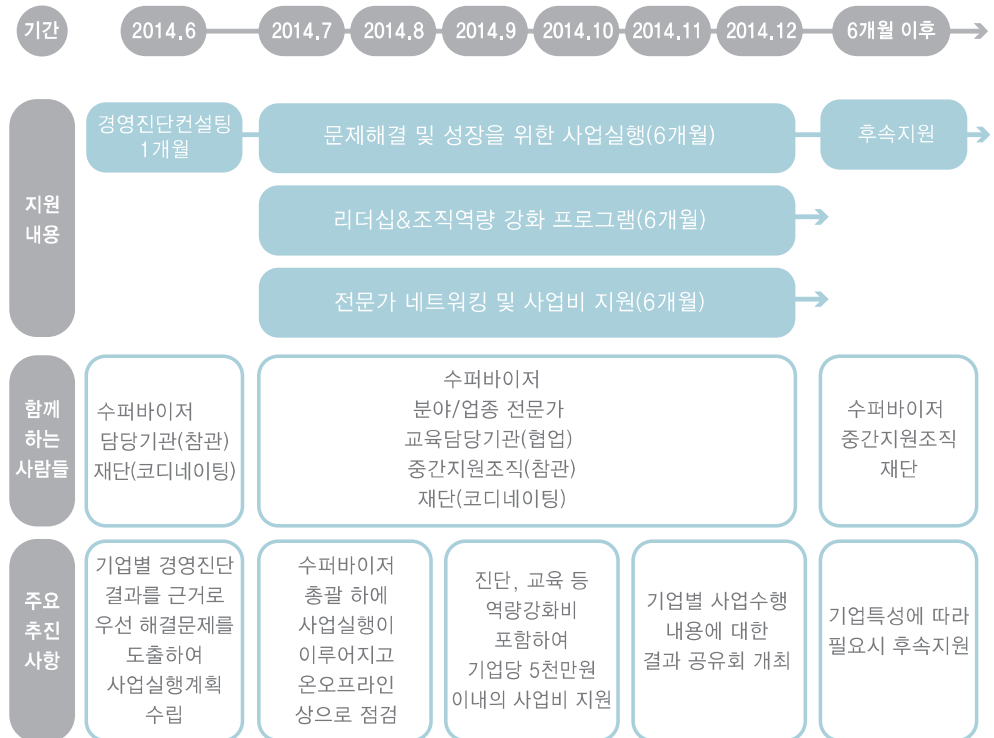 기간
2014.6
2014.7
2014.8
2014.9
2014.10
2014.11
2014.12
6개월 이후
지원
내용
경영진단컨설팅
1개월
문제해결 및 성장을 위한 사업실행(6개월)
후속지원
리더십&조직역량 강화 프로그램(6개월)
전문가 네트워킹 및 사업비 지원(6개월)
함께
하는
사람들
수퍼바이저
담당기관(참관)
재단(코디네이팅)
수퍼바이저
분야/업종 전문가
교육담당기관(협업)
중간지원조직(참관)
재단(코디네이팅)
수퍼바이저
중간지원조직
재단
주요
추진
사항
기업별 경영진단
결과를 근거로
우선 해결문제를
도출하여
사업실행계획
수립
수퍼바이저
총괄 하에
사업실행이
이루어지고
온오프라인
상으로 점검
진단, 교육 등
역량강화비
포함하여
기업당 5천만원
이내의 사업비 지원
기업별 사업수행
내용에 대한
결과 공유회 개최
기업특성에 따라
필요시 후속지원